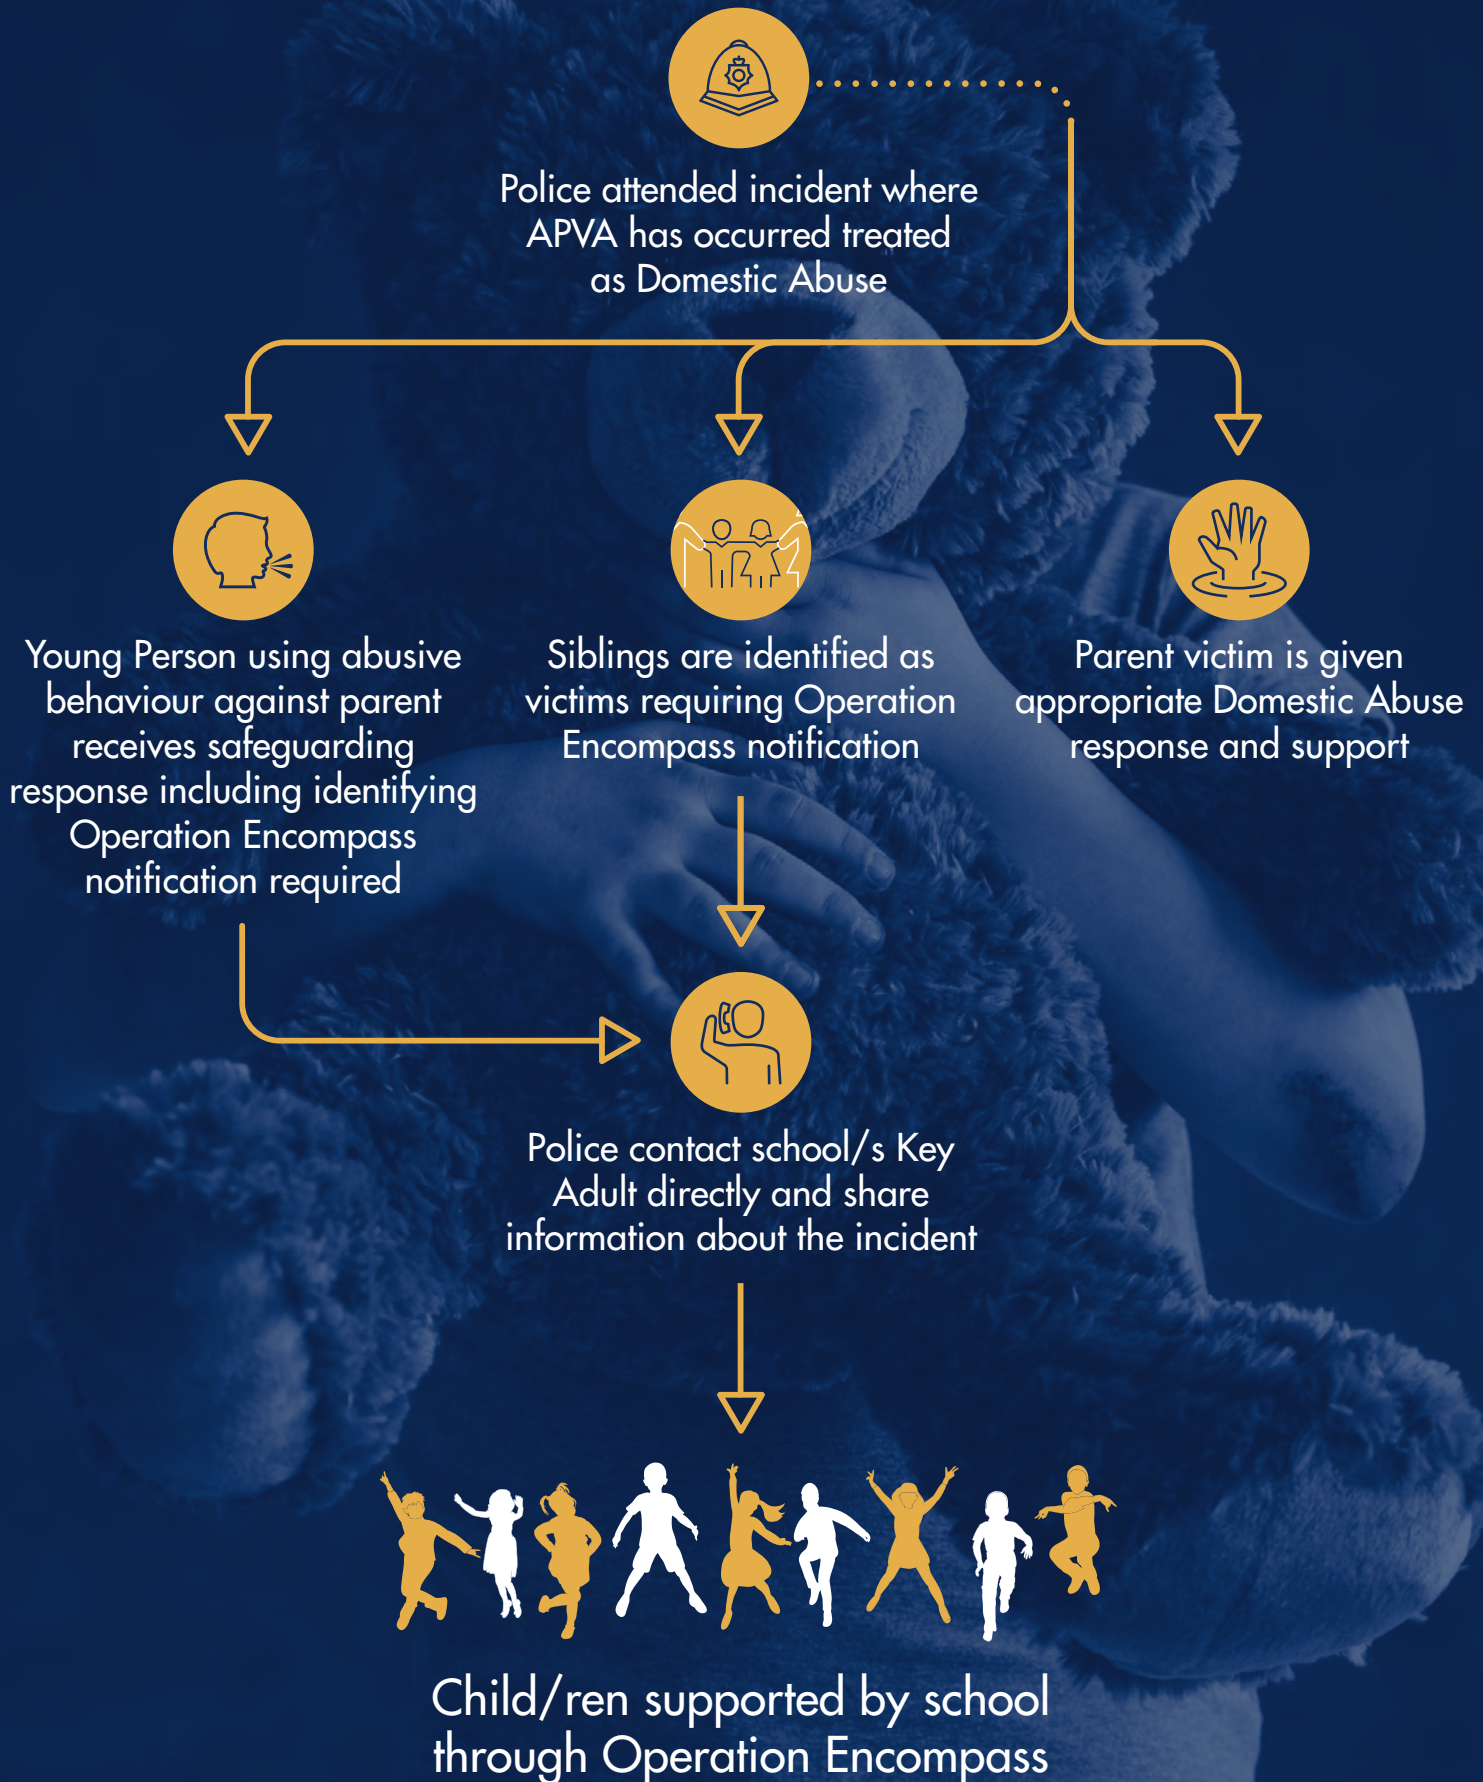 Police attended incident where
APVA has occurred treated
as Domestic Abuse
Young Person using abusive
behaviour against parent
receives safeguarding
response including identifying
Operation Encompass
notification required
Siblings are identified as
victims requiring Operation
Encompass notification
Parent victim is given
appropriate Domestic Abuse
response and support
Police contact school/s Key
Adult directly and share
information about the incident
Child/ren supported by school
through Operation Encompass